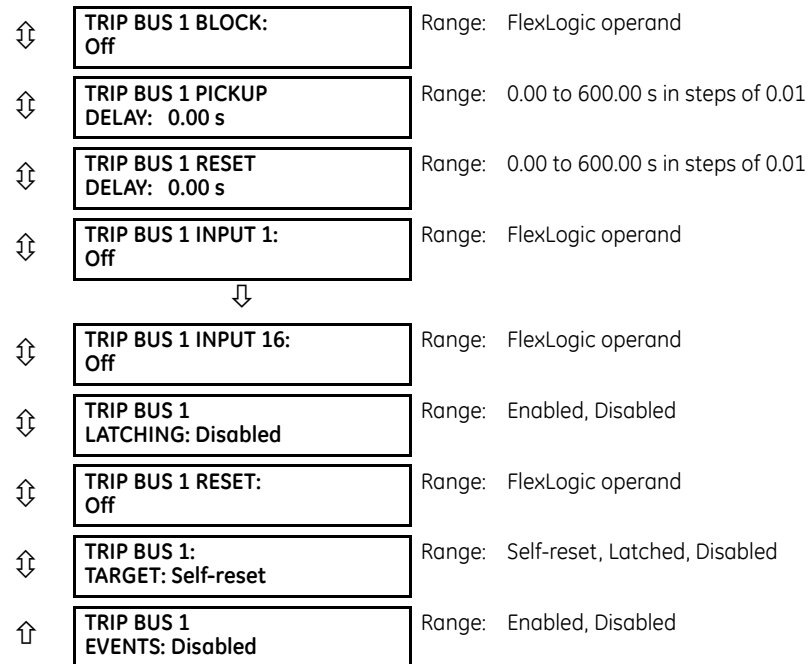 TRIP BUS 1 BLOCK:
Off
Range: FlexLogic operand
TRIP BUS 1 PICKUP
DELAY: 0.00 s
Range: 0.00 to 600.00 s in steps of 0.01
TRIP BUS 1 RESET
DELAY: 0.00 s
Range: 0.00 to 600.00 s in steps of 0.01
TRIP BUS 1 INPUT 1:
Off
Range: FlexLogic operand
TRIP BUS 1 INPUT 16:
Off
Range: FlexLogic operand
TRIP BUS 1
LATCHING: Disabled
Range: Enabled, Disabled
TRIP BUS 1 RESET:
Off
Range: FlexLogic operand
TRIP BUS 1:
TARGET: Self-reset
Range: Self-reset, Latched, Disabled
TRIP BUS 1
EVENTS: Disabled
Range: Enabled, Disabled